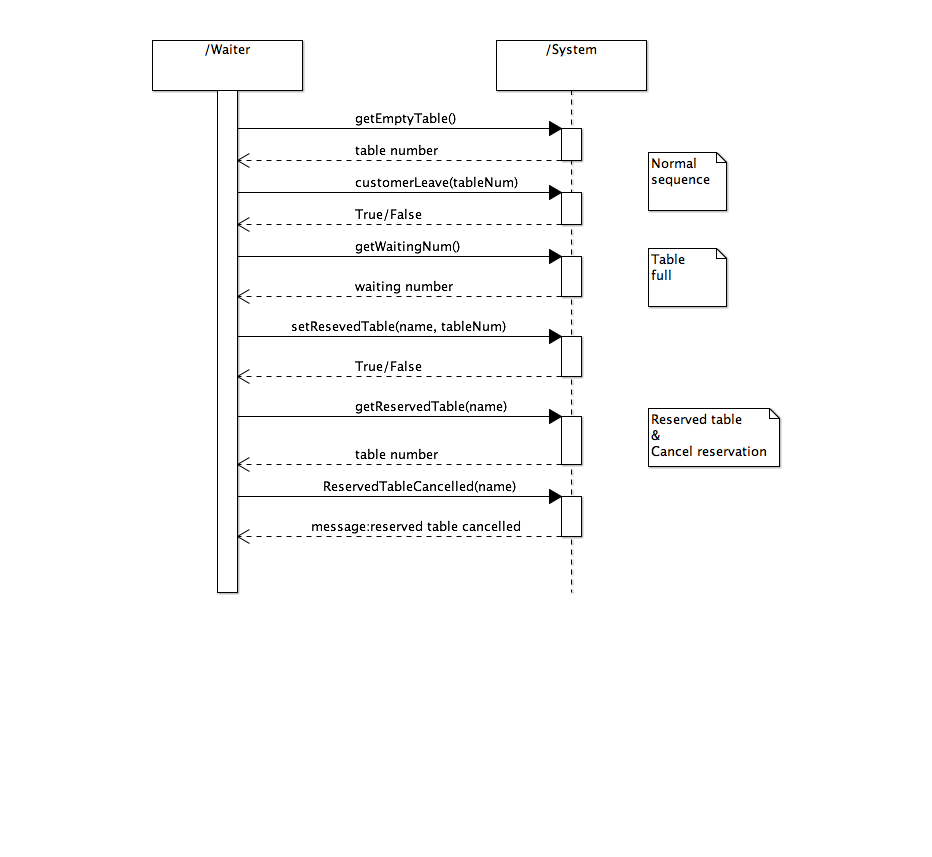 /Waiter
/System
getEmptyTable()
table number
customerLeave(tableNum)
True/False
Normal
sequence
getWaitingNum()
waiting number
Table
full
setResevedTable(name, tableNum)
True/False
getReservedTable(name)
table number
Reserved table
&
Cancel reservation
ReservedTableCancelled(name)
message:reserved table cancelled